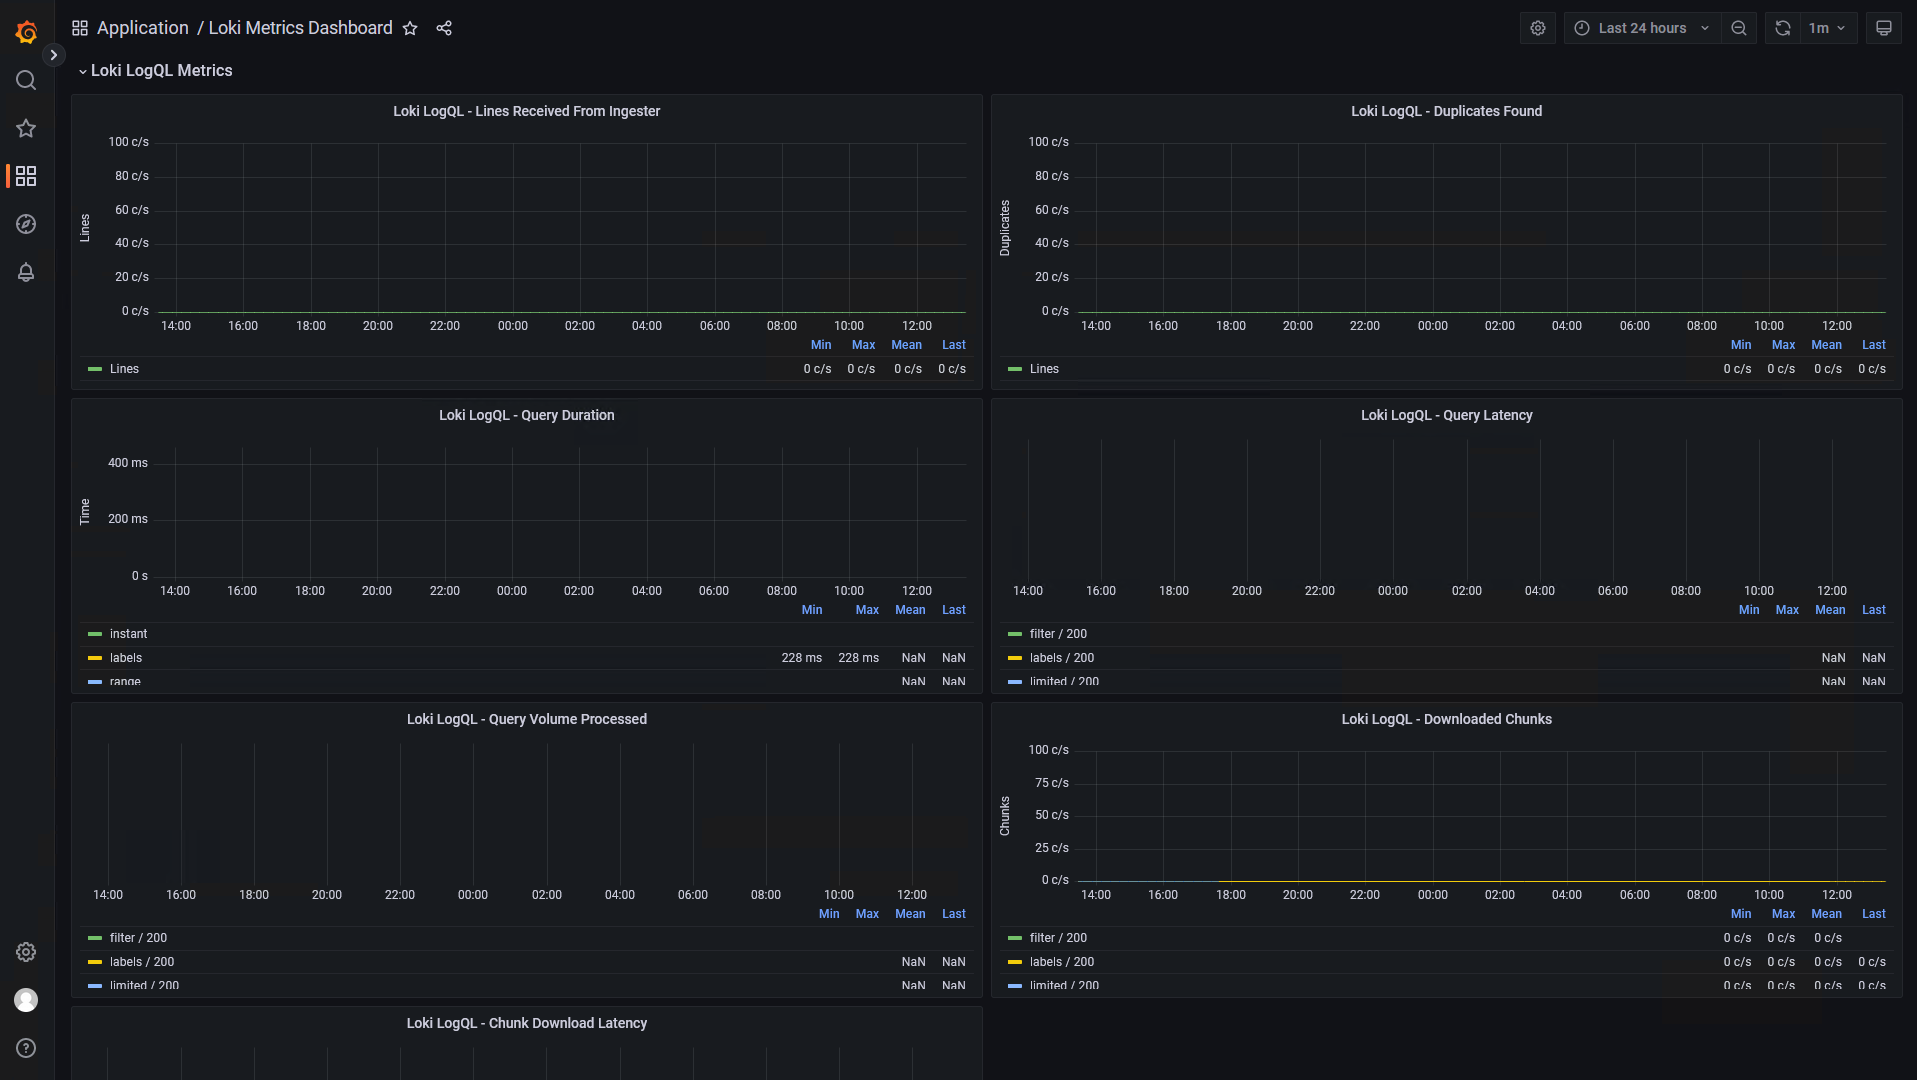 Application / Loki Metrics Dashboard
Last 24 hours
1m
Loki LogQL Metrics
Loki LogQL - Lines Received From Ingester
Lines
100 c/s
80 c/s
60 c/s
40 c/s
20 c/s
0 c/s
14:00 16:00 18:00 20:00 22:00 00:00 02:00 04:00 06:00 08:00 10:00 12:00
Min Max Mean Last
Lines 0 c/s 0 c/s 0 c/s 0 c/s
Loki LogQL - Duplicates Found
Duplicates
100 c/s
80 c/s
60 c/s
40 c/s
20 c/s
0 c/s
14:00 16:00 18:00 20:00 22:00 00:00 02:00 04:00 06:00 08:00 10:00 12:00
Min Max Mean Last
Lines 0 c/s 0 c/s 0 c/s 0 c/s
Loki LogQL - Query Duration
Time
400 ms
200 ms
0 s
14:00 16:00 18:00 20:00 22:00 00:00 02:00 04:00 06:00 08:00 10:00 12:00
Min Max Mean Last
instant
labels 228 ms 228 ms NaN NaN
range NaN NaN
Loki LogQL - Query Latency
14:00 16:00 18:00 20:00 22:00 00:00 02:00 04:00 06:00 08:00 10:00 12:00
Min Max Mean Last
filter / 200
labels / 200 NaN NaN
limited / 200 NaN NaN
Loki LogQL - Query Volume Processed
14:00 16:00 18:00 20:00 22:00 00:00 02:00 04:00 06:00 08:00 10:00 12:00
Min Max Mean Last
filter / 200
labels / 200 NaN NaN
limited / 200 NaN NaN
Loki LogQL - Downloaded Chunks
Chunks
100 c/s
75 c/s
50 c/s
25 c/s
0 c/s
14:00 16:00 18:00 20:00 22:00 00:00 02:00 04:00 06:00 08:00 10:00 12:00
Min Max Mean Last
filter / 200 0 c/s 0 c/s 0 c/s
labels / 200 0 c/s 0 c/s 0 c/s 0 c/s
limited / 200 0 c/s 0 c/s 0 c/s 0 c/s
Loki LogQL - Chunk Download Latency